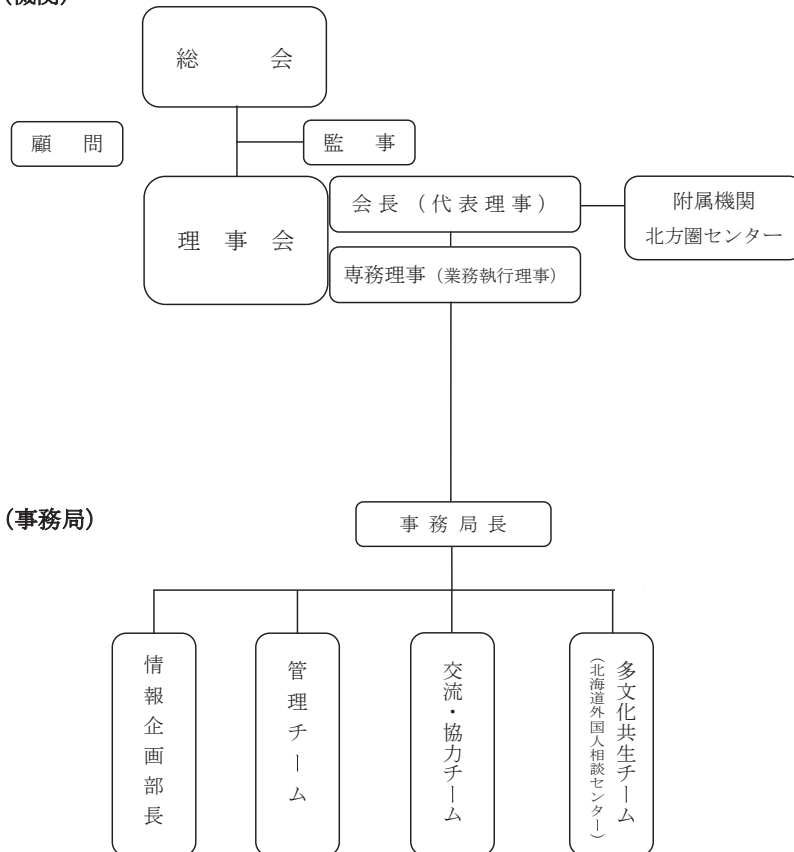 (機関)
総 会
顧 問
監 事
理 事 会
会 長 ( 代 表 理 事 )
専務理事 (業務執行理事)
附属機関
北方圏センター
(事務局)
事 務 局 長
情報企画部長
管理チーム
交流・協力チーム
多文化共生チーム
(北海道外国人相談センター)